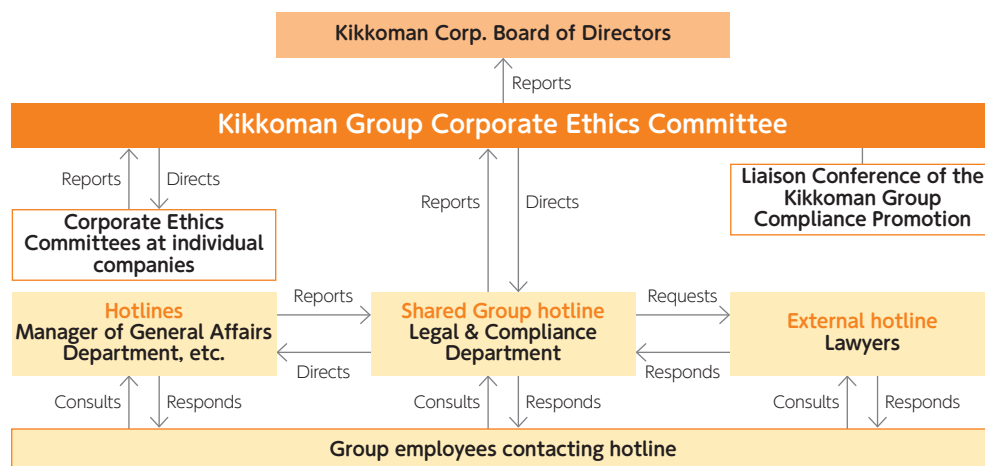 Kikkoman Corp. Board of Directors
Reports
Kikkoman Group Corporate Ethics Committee
Reports
Directs
Reports
Directs
Liaison Conference of the
Kikkoman Group
Compliance Promotion
Corporate Ethics
Committees at individual
companies
Hotlines
Manager of General Affairs
Department, etc.
Reports
Directs
Shared Group hotline
Legal & Compliance
Department
Requests
Responds
External hotline
Lawyers
Consults
Responds
Consults
Responds
Consults
Responds
Group employees contacting hotline